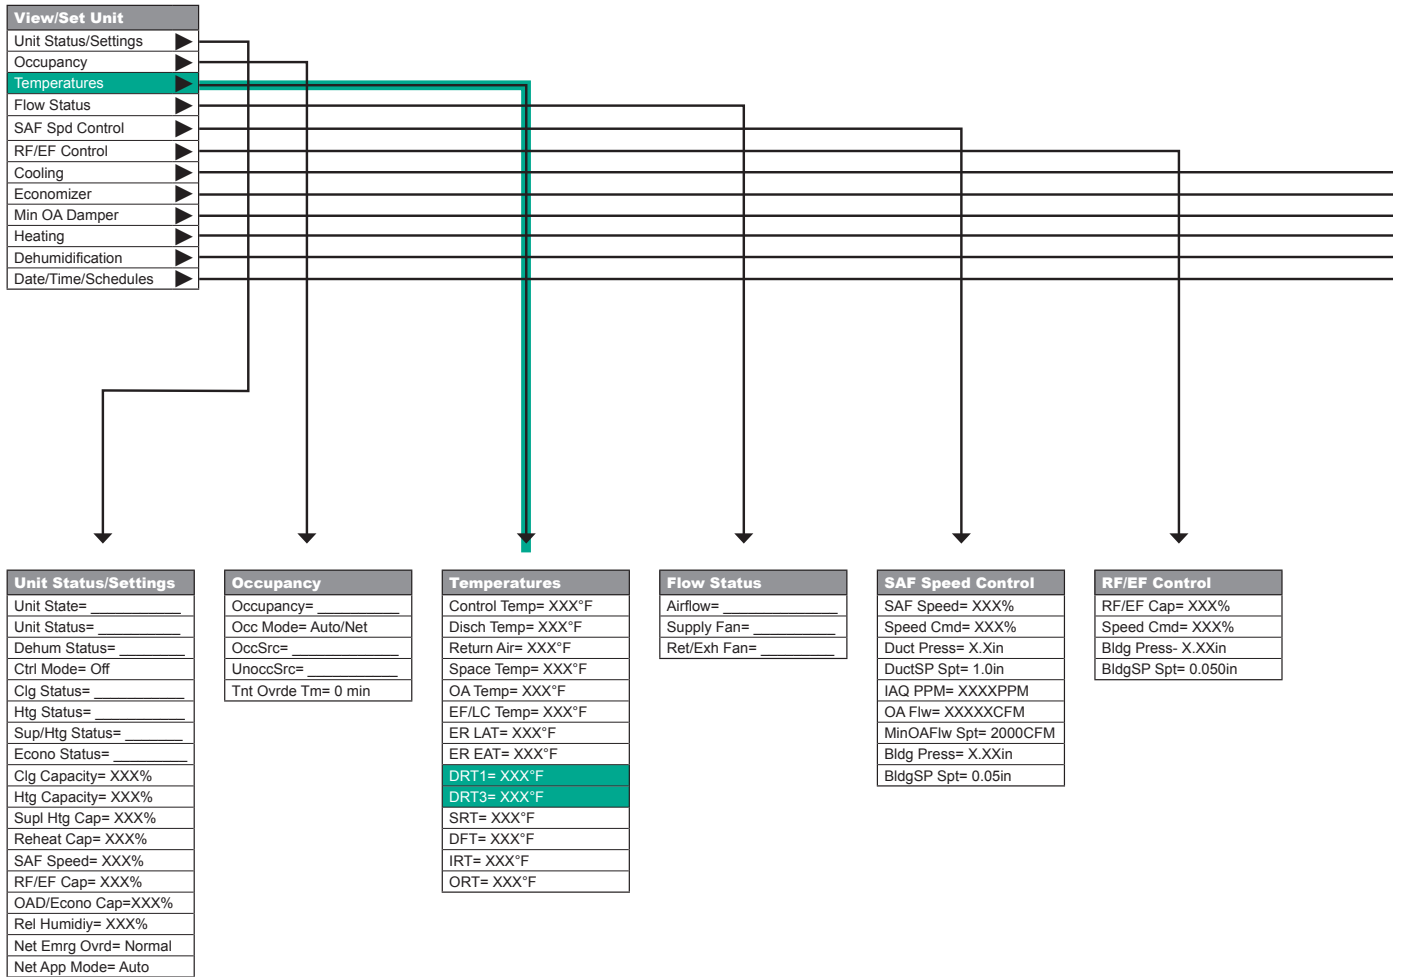 View/Set Unit
Unit Status/Settings
Occupancy
Temperatures
Flow Status
SAF Spd Control
RF/EF Control
Cooling
Economizer
Min OA Damper
Heating
Dehumidification
Date/Time/Schedules
Unit Status/Settings
Unit State= ___________
Unit Status= __________
Dehum Status= ________
Ctrl Mode= Off
Clg Status= ___________
Htg Status= ___________
Sup/Htg Status= _______
Econo Status= _________
Clg Capacity= XXX%
Htg Capacity= XXX%
Supl Htg Cap= XXX%
Reheat Cap= XXX%
SAF Speed= XXX%
RF/EF Cap= XXX%
OAD/Econo Cap=XXX%
Rel Humidiy= XXX%
Net Emrg Ovrd= Normal
Net App Mode= Auto
Occupancy
Occupancy= __________
Occ Mode= Auto/Net
OccSrc= _____________
UnoccSrc= ___________
Tnt Ovrde Tm= 0 min
Temperatures
Control Temp= XXX°F
Disch Temp= XXX°F
Return Air= XXX°F
Space Temp= XXX°F
OA Temp= XXX°F
EF/LC Temp= XXX°F
ER LAT= XXX°F
ER EAT= XXX°F
DRT1= XXX°F
DRT3= XXX°F
SRT= XXX°F
DFT= XXX°F
IRT= XXX°F
ORT= XXX°F
Flow Status
Airflow= ______________
Supply Fan= __________
Ret/Exh Fan= _________
SAF Speed Control
SAF Speed= XXX%
Speed Cmd= XXX%
Duct Press= X.Xin
DuctSP Spt= 1.0in
IAQ PPM= XXXXPPM
OA Flw= XXXXXCFM
MinOAFlw Spt= 2000CFM
Bldg Press= X.XXin
BldgSP Spt= 0.05in
RF/EF Control
RF/EF Cap= XXX%
Speed Cmd= XXX%
Bldg Press- X.XXin
BldgSP Spt= 0.050in